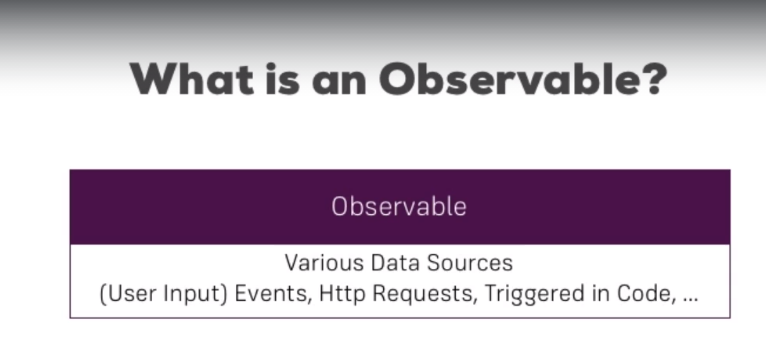 What is an Observable?
Observable
Various Data Sources
(User Input) Events, Http Requests, Triggered in Code, ...